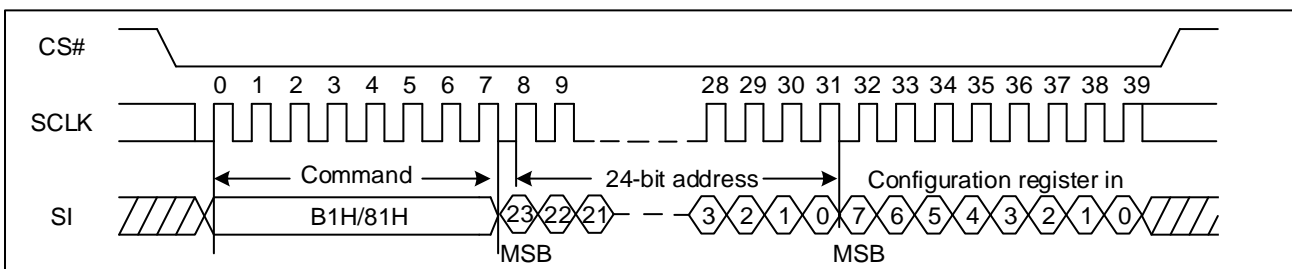 CS#
0 1 2 3 4 5 6 7 8 9 28 29 30 31 32 33 34 35 36 37 38 39
SCLK
Command 24-bit address Configuration register in
SI B1H/81H 23 22 21 3 2 1 0 7 6 5 4 3 2 1 0
MSB MSB